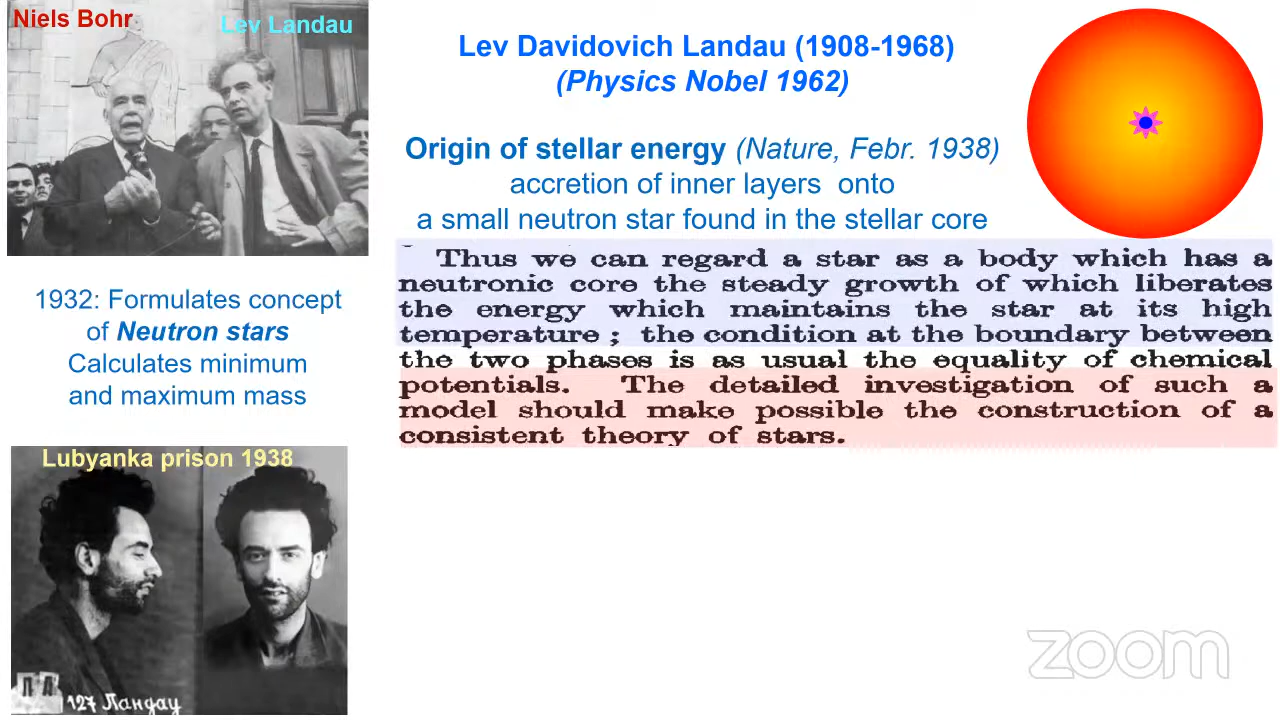 Niels Bohr
Lev Landau
Lev Davidovich Landau (1908-1968)
(Physics Nobel 1962)
Origin of stellar energy (Nature, Febr. 1938)
accretion of inner layers onto
a small neutron star found in the stellar core
Thus we can regard a star as a body which has a
neutronic core the steady growth of which liberates
the energy which maintains the star at its high
temperature ; the condition at the boundary between
the two phases is as usual the equality of chemical
potentials. The detailed investigation of such a
model should make possible the construction of a
consistent theory of stars.
1932: Formulates concept
of Neutron stars
Calculates minimum
and maximum mass
Lubyanka prison 1938
127 Ландау
zoom